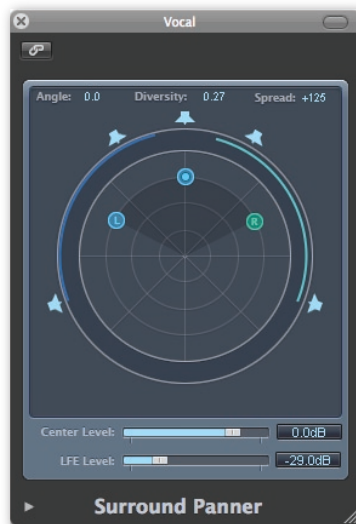 Vocal
Angle: 0.0 Diversity: 0.27 Spread: +125
L
R
Center Level: 0.0dB
LFE Level: -29.0dB
Surround Panner